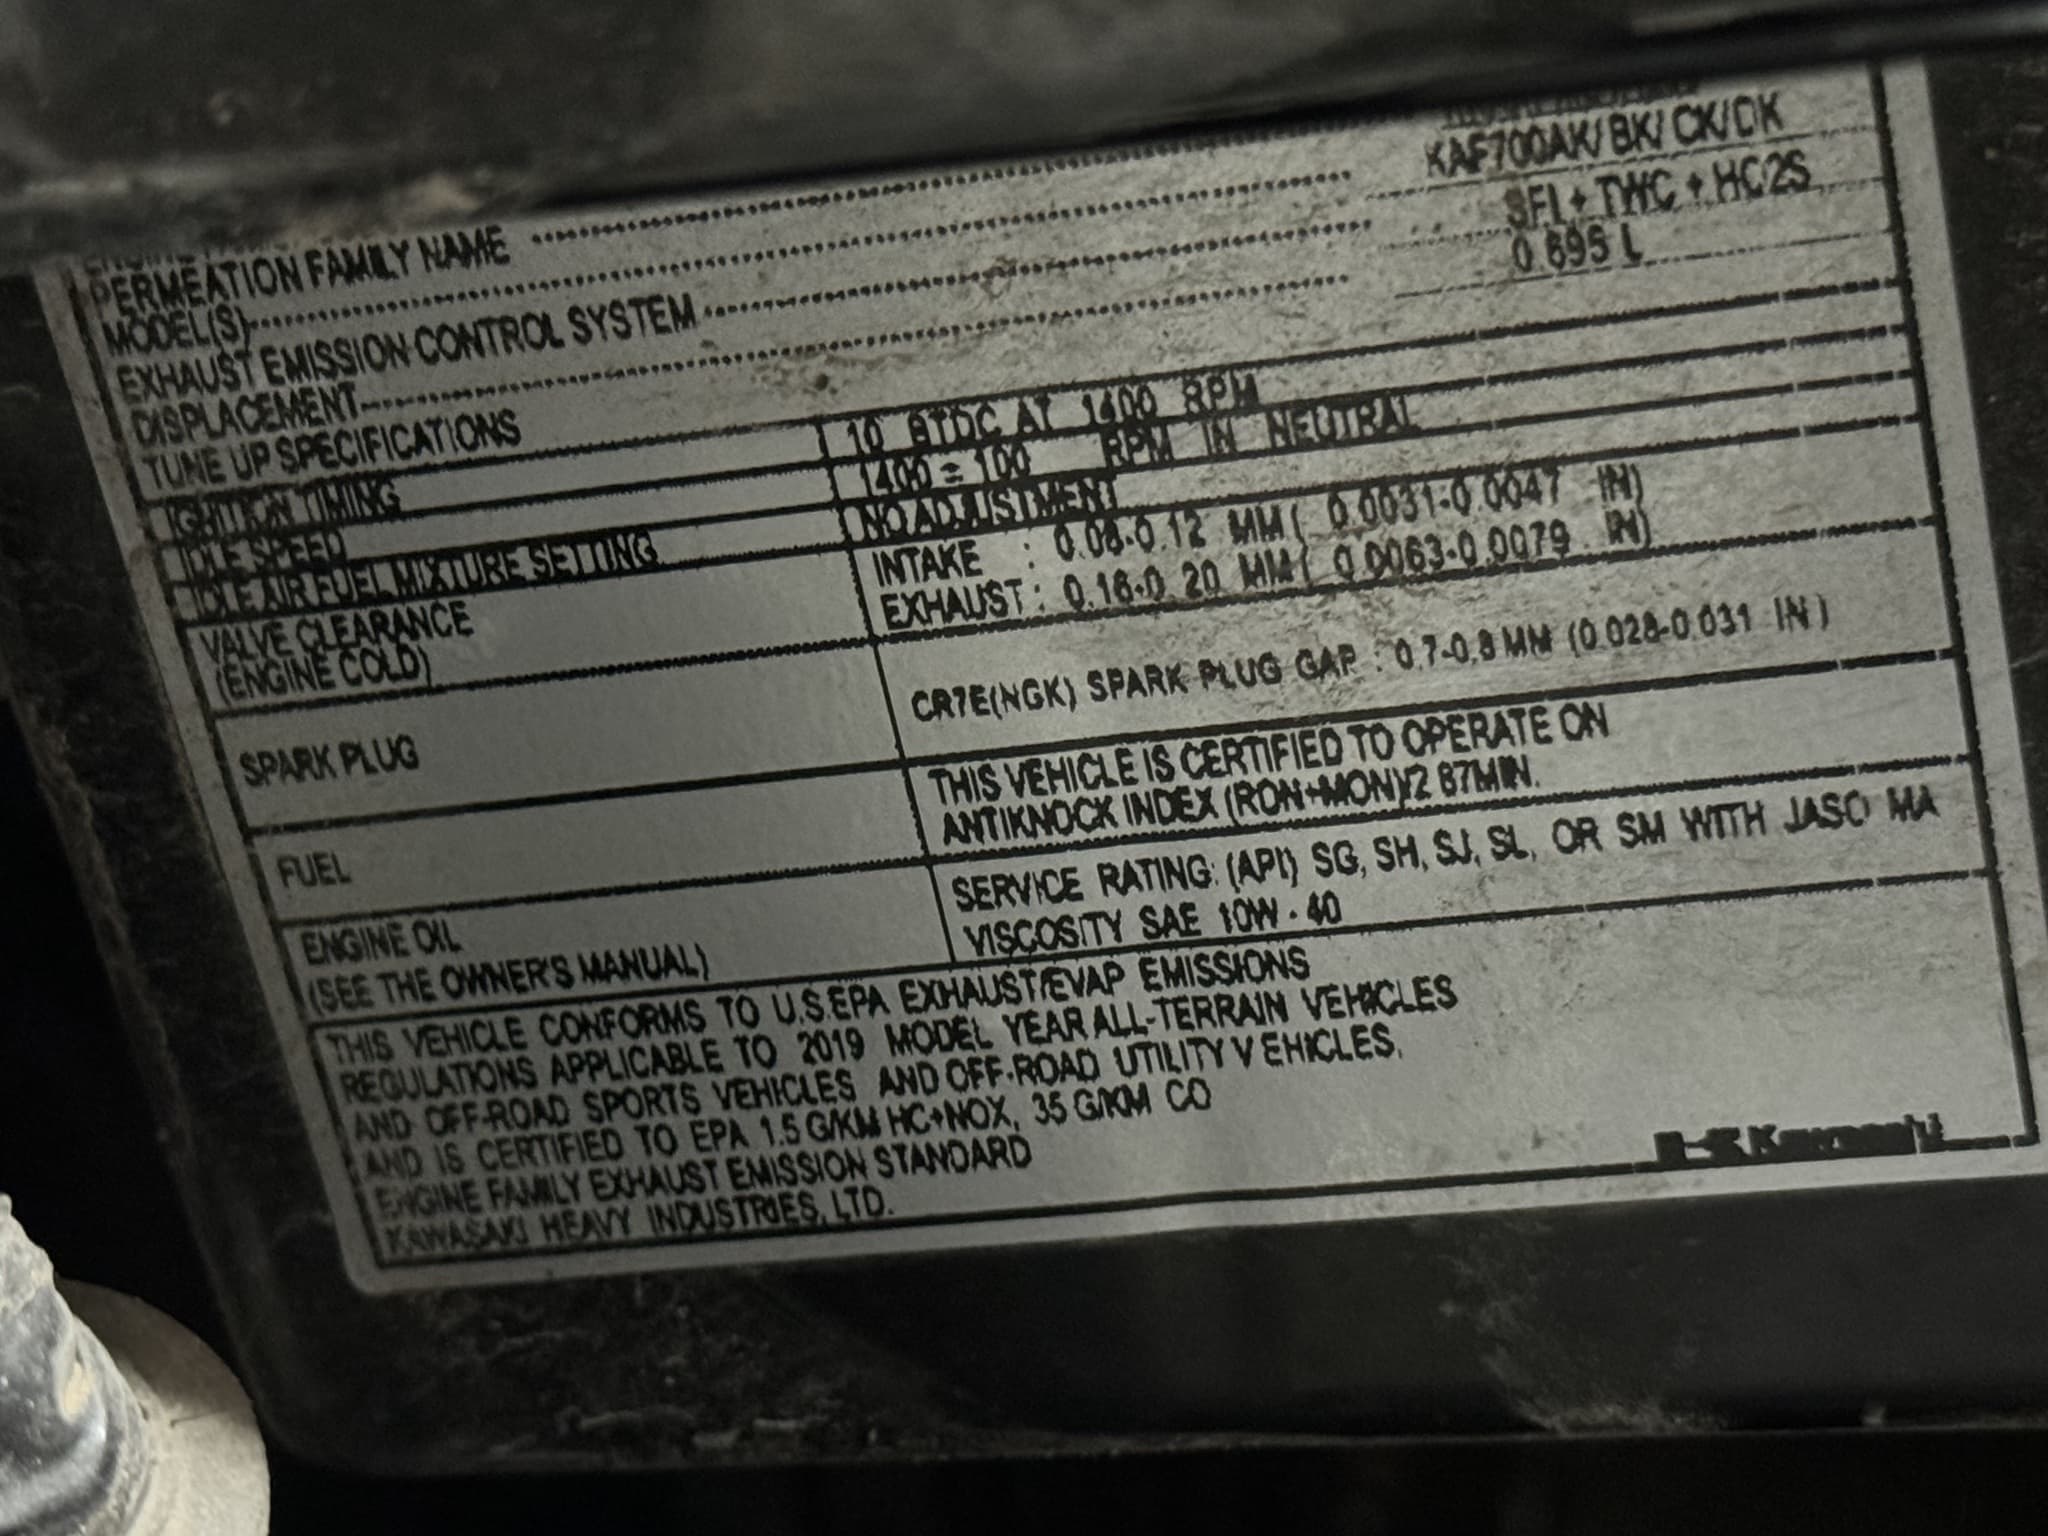 PERMEATION FAMILY NAME
MODEL(S) KAF700AK/BK/CK/DK
EXHAUST EMISSION CONTROL SYSTEM SFI + TWC + HO2S
DISPLACEMENT 0.695 L
TUNE UP SPECIFICATIONS
IGNITION TIMING 10 BTDC AT 1400 RPM
IDLE SPEED 1400 ± 100 RPM IN NEUTRAL
IDLE AIR FUEL MIXTURE SETTING NO ADJUSTMENT
VALVE CLEARANCE INTAKE : 0.08-0.12 MM( 0.0031-0.0047 IN)
(ENGINE COLD) EXHAUST : 0.16-0.20 MM( 0.0063-0.0079 IN)
SPARK PLUG CR7E(NGK) SPARK PLUG GAP : 0.7-0.8 MM (0.028-0.031 IN)
FUEL THIS VEHICLE IS CERTIFIED TO OPERATE ON
ANTIKNOCK INDEX (RON+MON)/2 87MIN.
ENGINE OIL SERVICE RATING: (API) SG, SH, SJ, SL, OR SM WITH JASO MA
(SEE THE OWNER'S MANUAL) VISCOSITY SAE 10W - 40
THIS VEHICLE CONFORMS TO U.S.EPA EXHAUST/EVAP EMISSIONS
REGULATIONS APPLICABLE TO 2019 MODEL YEAR ALL-TERRAIN VEHICLES
AND OFF-ROAD SPORTS VEHICLES AND OFF-ROAD UTILITY VEHICLES,
AND IS CERTIFIED TO EPA 1.5 G/KM HC+NOX, 35 G/KM CO
ENGINE FAMILY EXHAUST EMISSION STANDARD
KAWASAKI HEAVY INDUSTRIES, LTD.
Kawasaki